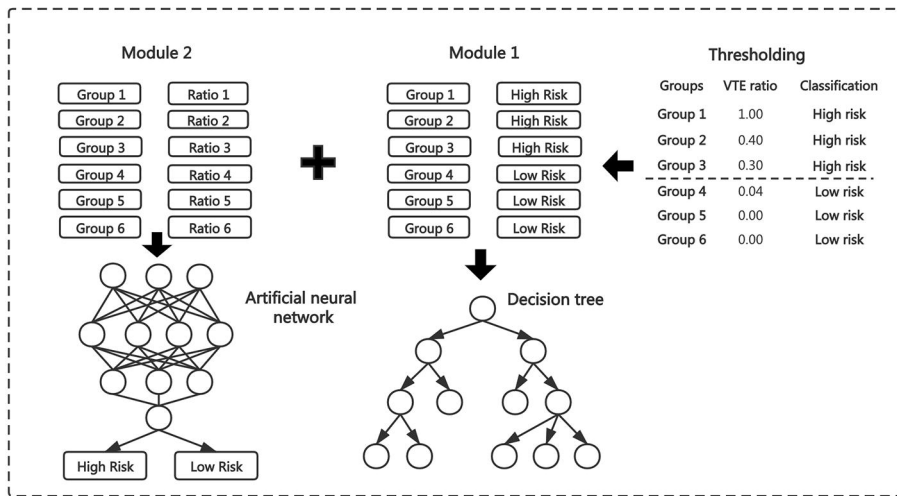 Module 2
Group 1 Ratio 1
Group 2 Ratio 2
Group 3 Ratio 3
Group 4 Ratio 4
Group 5 Ratio 5
Group 6 Ratio 6
Artificial neural
network
High Risk Low Risk
Module 1
Group 1 High Risk
Group 2 High Risk
Group 3 High Risk
Group 4 Low Risk
Group 5 Low Risk
Group 6 Low Risk
Decision tree
Thresholding
Groups VTE ratio Classification
Group 1 1.00 High risk
Group 2 0.40 High risk
Group 3 0.30 High risk
Group 4 0.04 Low risk
Group 5 0.00 Low risk
Group 6 0.00 Low risk